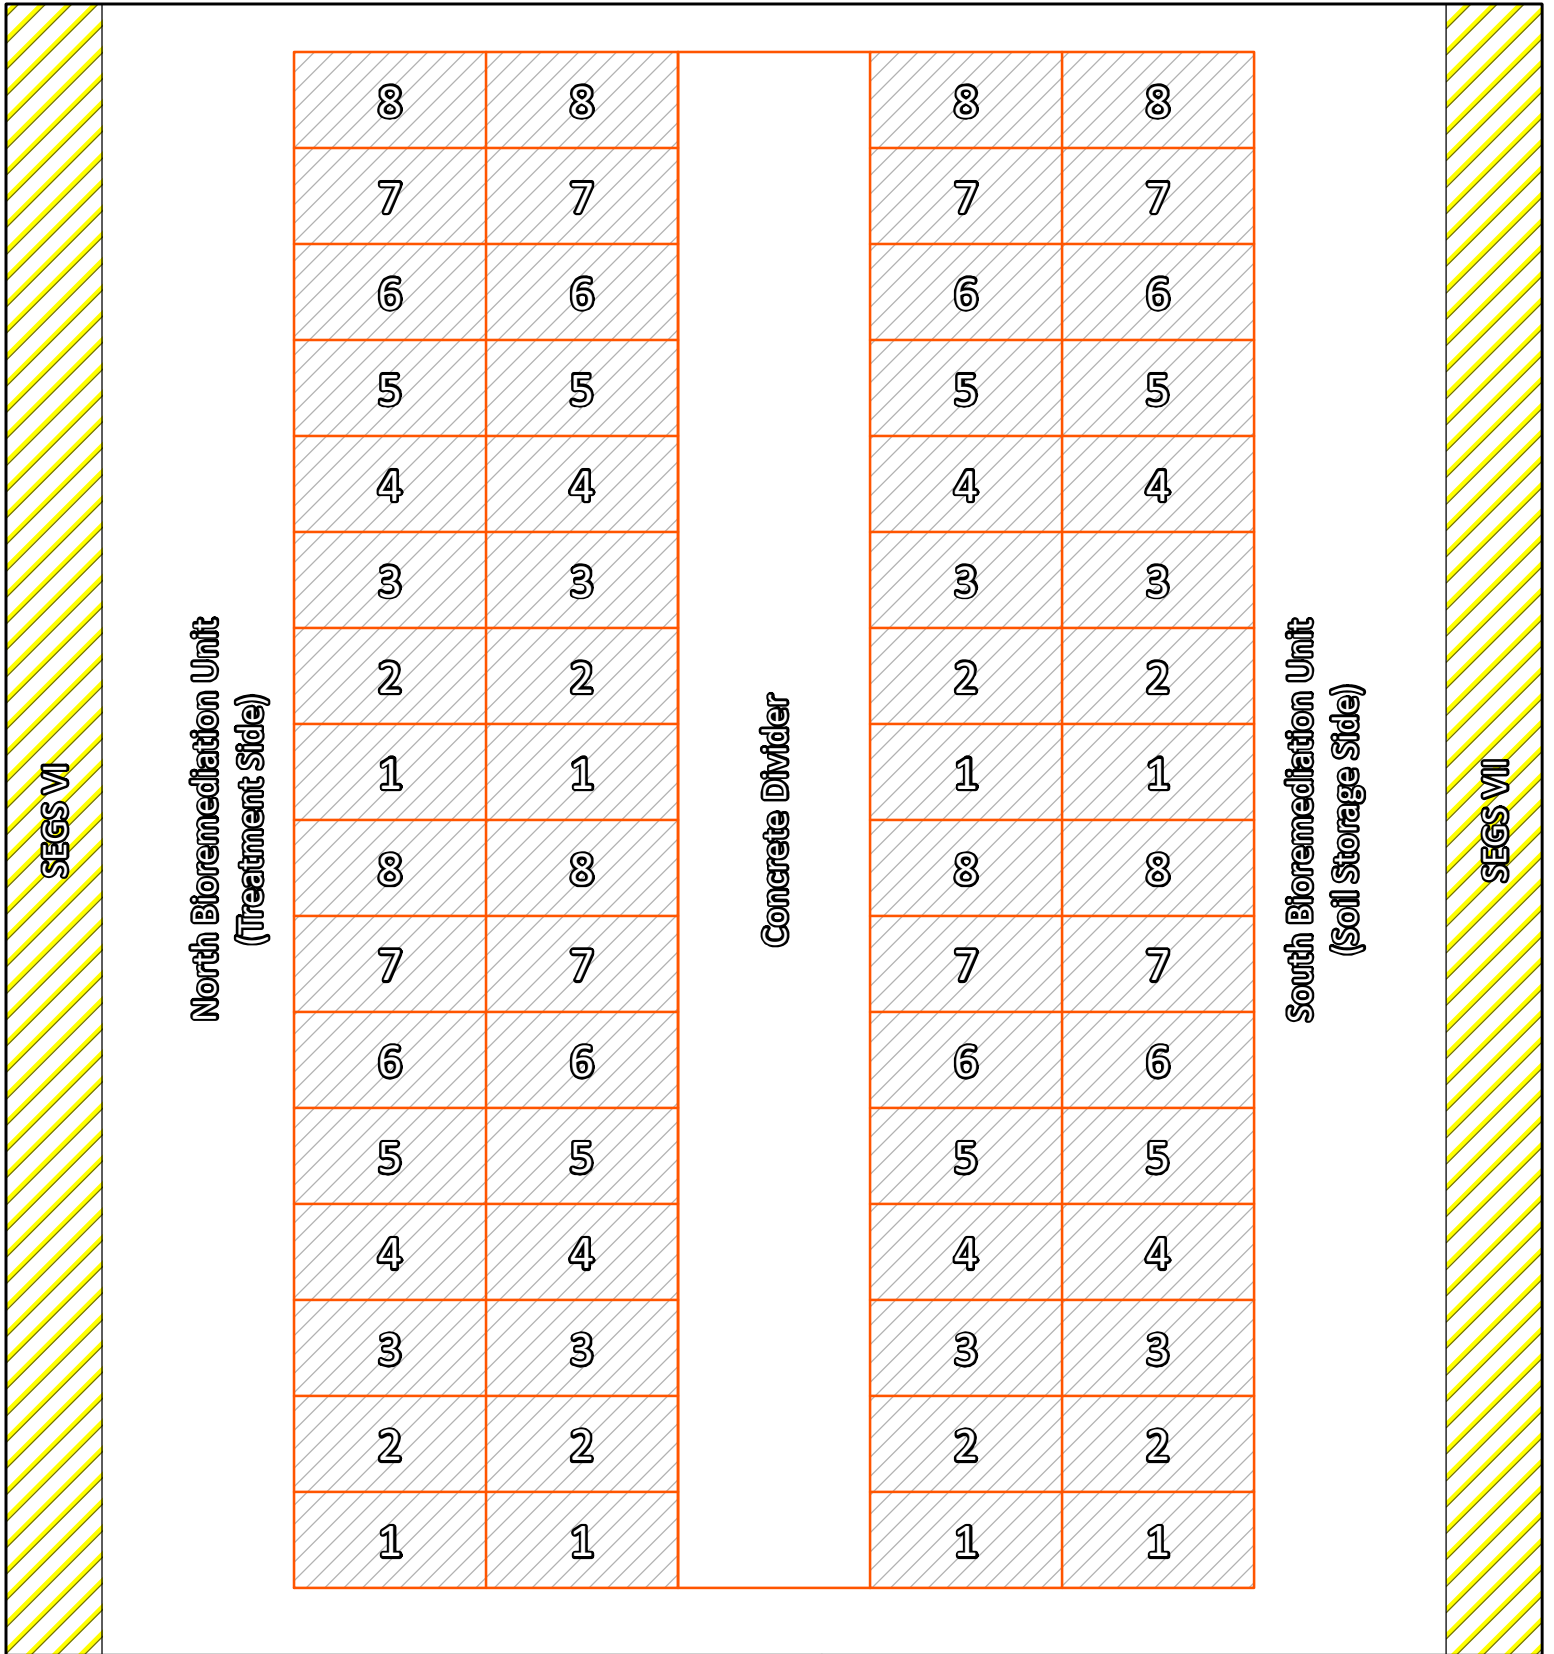 8 8 8 8
7 7 7 7
6 6 6 6
5 5 5 5
4 4 4 4
3 3 3 3
2 2 2 2
1 1 1 1
8 8 8 8
7 7 7 7
6 6 6 6
5 5 5 5
4 4 4 4
3 3 3 3
2 2 2 2
1 1 1 1
SEGS VI
North Bioremediation Unit
(Treatment Side)
Concrete Divider
South Bioremediation Unit
(Soil Storage Side)
SEGS VII